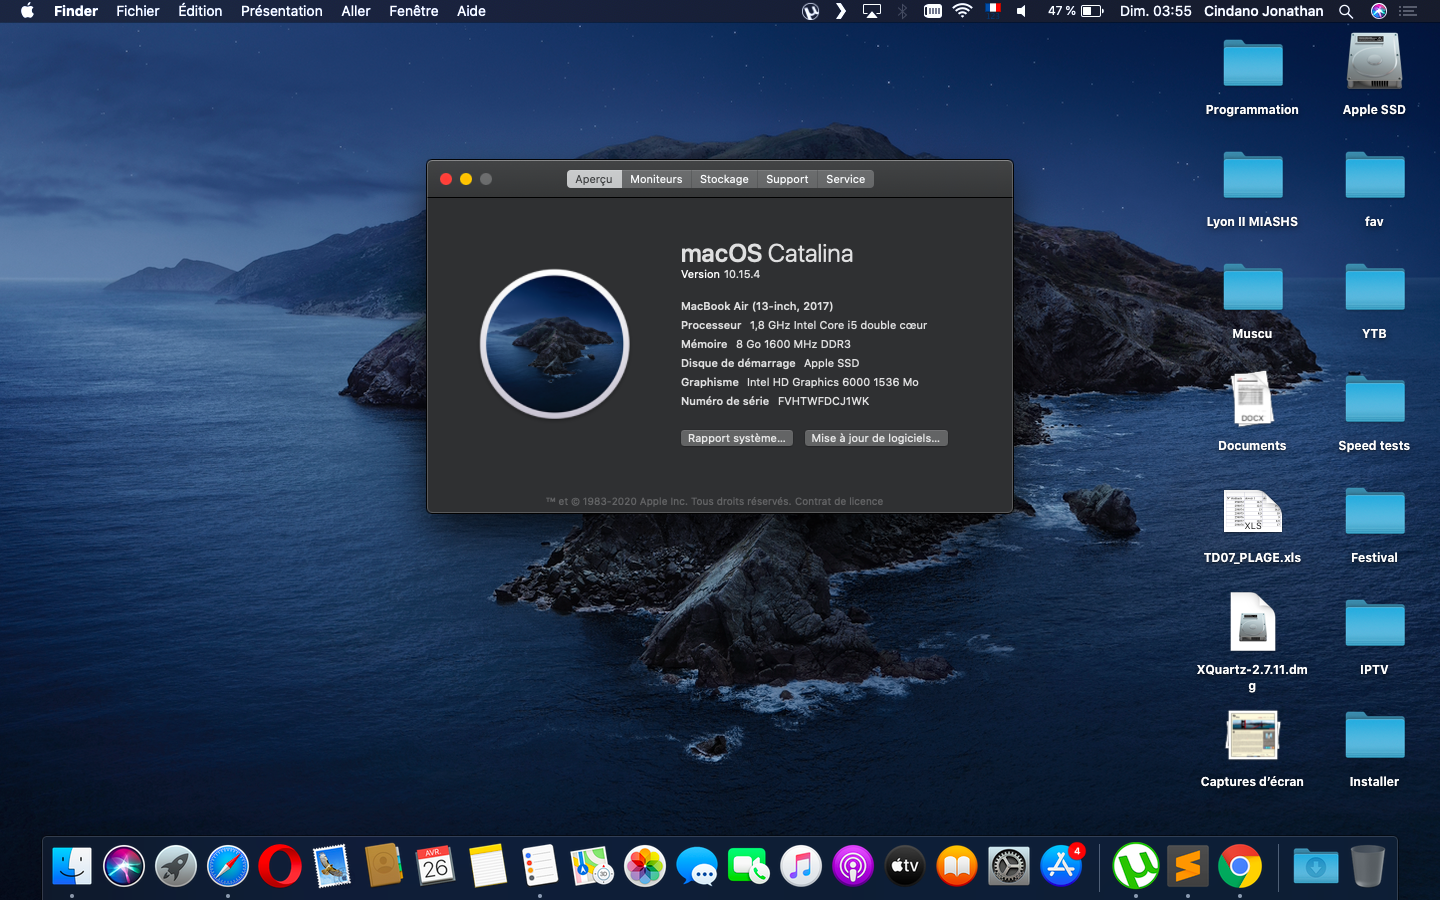 Finder Fichier Édition Présentation Aller Fenêtre Aide 47 % Dim. 03:55 Cindano Jonathan
Programmation Apple SSD
Aperçu Moniteurs Stockage Support Service
Lyon II MIASHS fav
macOS Catalina
Version 10.15.4
MacBook Air (13-inch, 2017)
Processeur 1,8 GHz Intel Core i5 double cœur
Mémoire 8 Go 1600 MHz DDR3
Disque de démarrage Apple SSD
Graphisme Intel HD Graphics 6000 1536 Mo
Numéro de série FVHTWFDCJ1WK
Rapport système... Mise à jour de logiciels...
™ et © 1983-2020 Apple Inc. Tous droits réservés. Contrat de licence
Muscu YTB
DOCX
Documents Speed tests
XLS
TD07_PLAGE.xls Festival
XQuartz-2.7.11.dm
g
IPTV
Captures d'écran Installer
AVR.
26
3D
tv
4